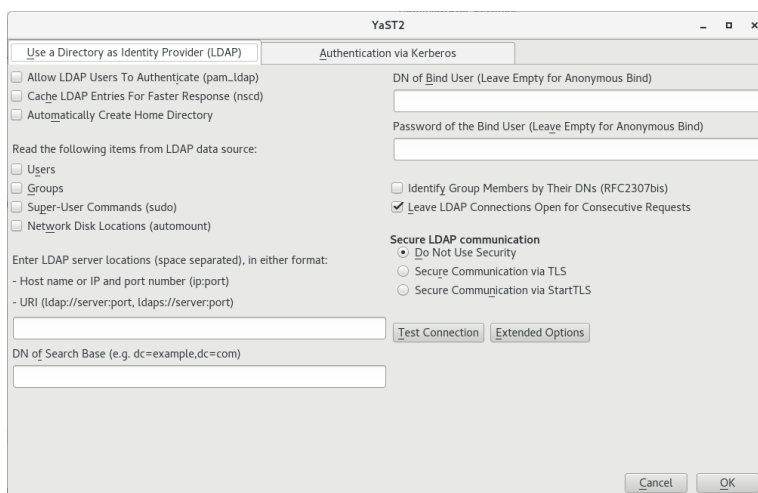 YaST2
Use a Directory as Identity Provider (LDAP)
Authentication via Kerberos
Allow LDAP Users To Authenticate (pam_ldap)
Cache LDAP Entries For Faster Response (nscd)
Automatically Create Home Directory
Read the following items from LDAP data source:
Users
Groups
Super-User Commands (sudo)
Network Disk Locations (automount)
Enter LDAP server locations (space separated), in either format:
- Host name or IP and port number (ip:port)
- URI (ldap://server:port, ldaps://server:port)
DN of Search Base (e.g. dc=example,dc=com)
DN of Bind User (Leave Empty for Anonymous Bind)
Password of the Bind User (Leave Empty for Anonymous Bind)
Identify Group Members by Their DNs (RFC2307bis)
Leave LDAP Connections Open for Consecutive Requests
Secure LDAP communication
Do Not Use Security
Secure Communication via TLS
Secure Communication via StartTLS
Test Connection
Extended Options
Cancel
OK